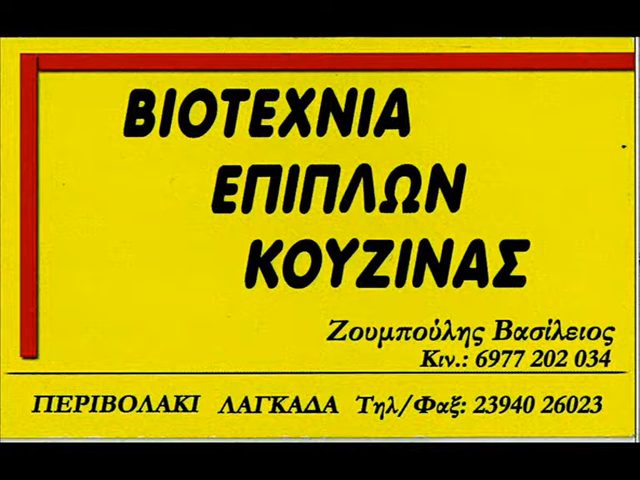 ΒΙΟΤΕΧΝΙΑ
ΕΠΙΠΛΩΝ
ΚΟΥΖΙΝΑΣ
Ζουμπούλης Βασίλειος
Κιν.: 6977 202 034
ΠΕΡΙΒΟΛΑΚΙ ΛΑΓΚΑΔΑ Τηλ/Φαξ: 23940 26023